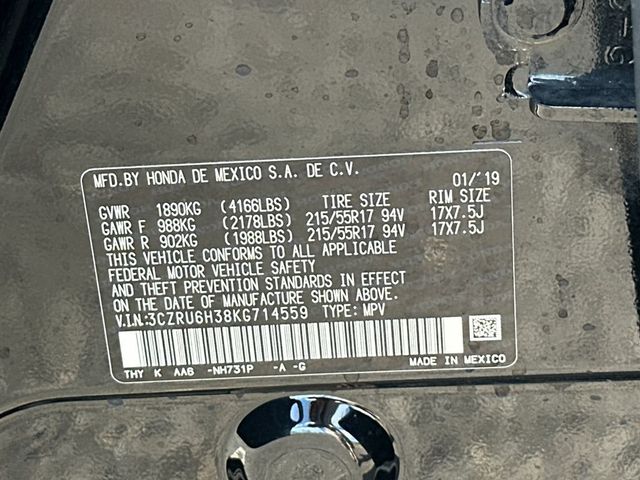 MFD.BY HONDA DE MEXICO S.A. DE C.V. 01/'19
GVWR 1890KG (4166LBS) TIRE SIZE RIM SIZE
GAWR F 988KG (2178LBS) 215/55R17 94V 17X7.5J
GAWR R 902KG (1988LBS) 215/55R17 94V 17X7.5J
THIS VEHICLE CONFORMS TO ALL APPLICABLE
FEDERAL MOTOR VEHICLE SAFETY
AND THEFT PREVENTION STANDARDS IN EFFECT
ON THE DATE OF MANUFACTURE SHOWN ABOVE.
V.I.N.:3CZRU6H38KG714559 TYPE: MPV
THY K AA6 -NH731P -A -G MADE IN MEXICO